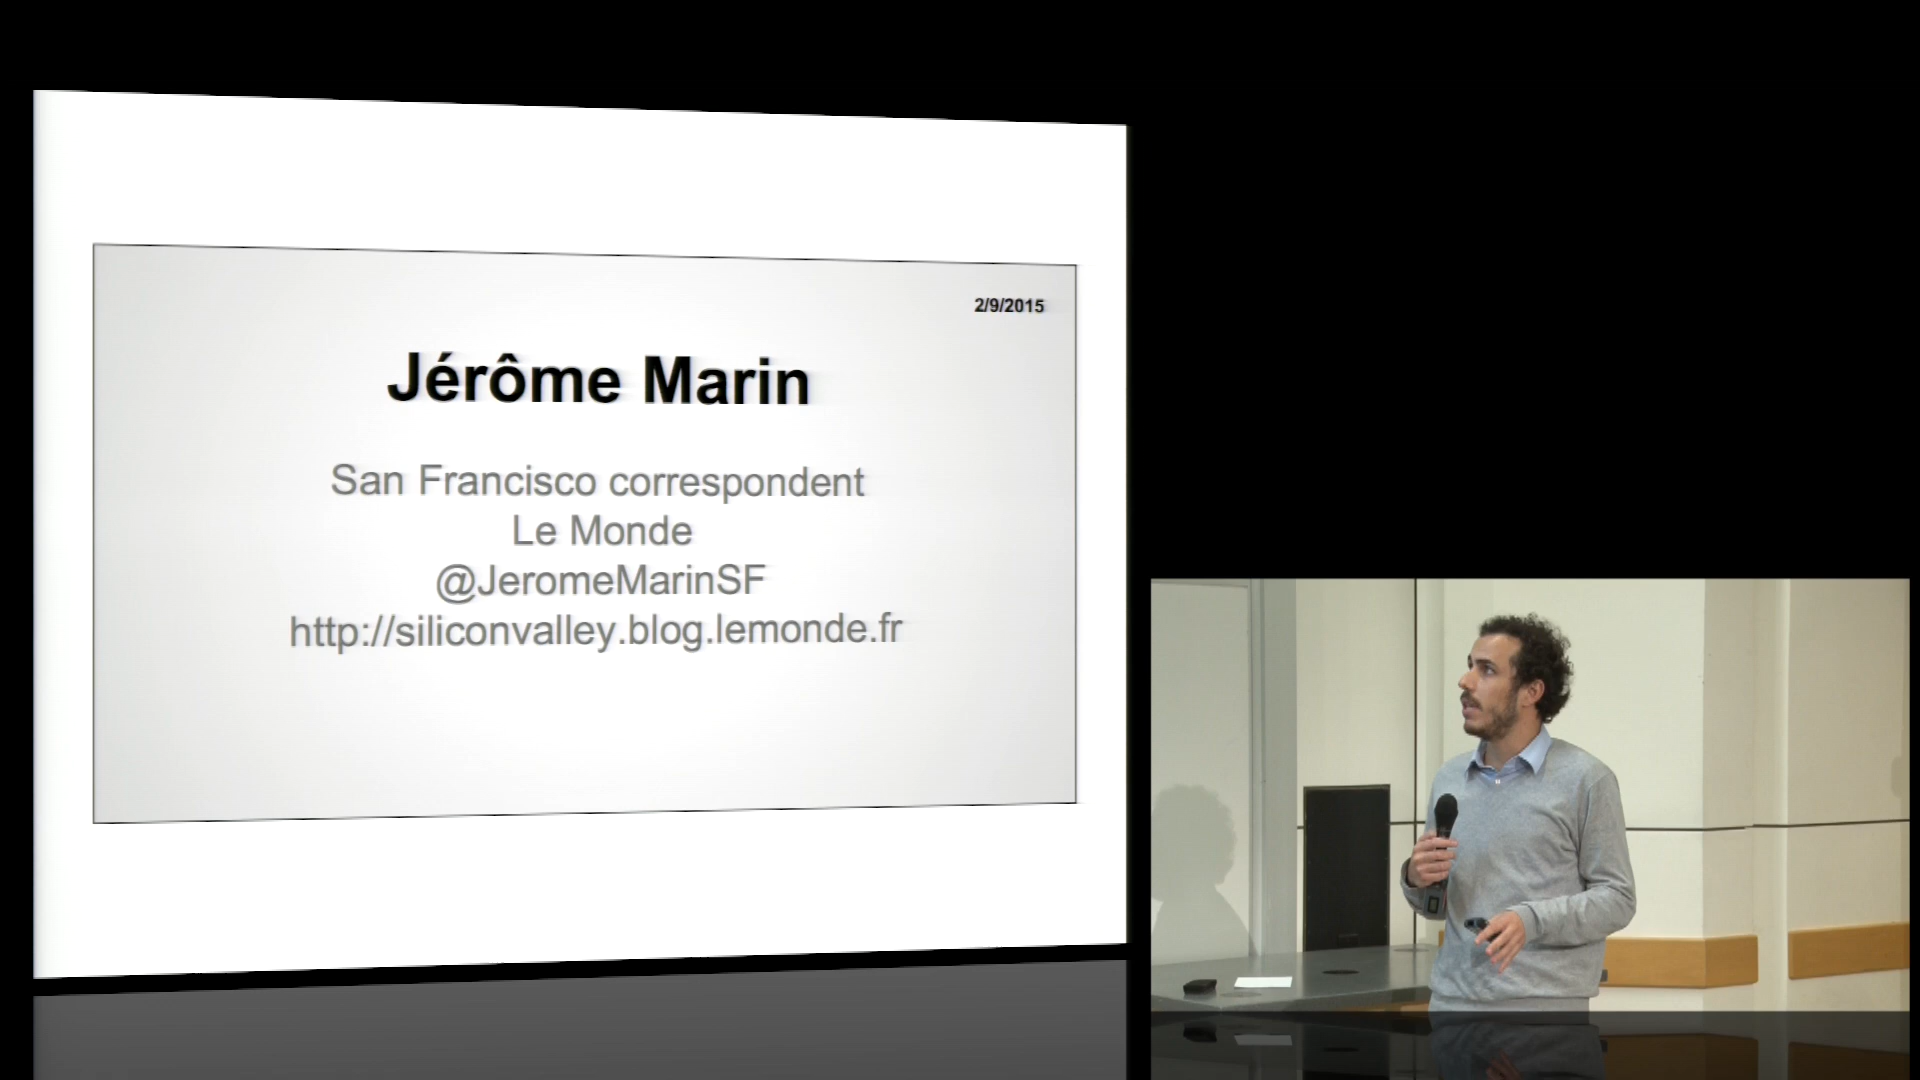 2/9/2015
Jérôme Marin
San Francisco correspondent
Le Monde
@JeromeMarinSF
http://siliconvalley.blog.lemonde.fr